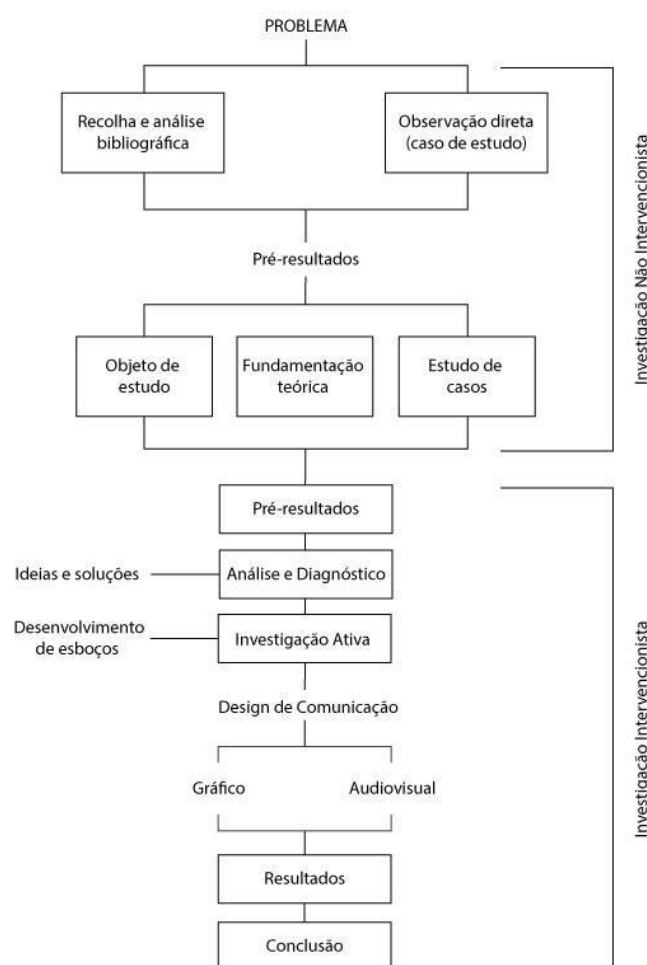 PROBLEMA
Recolha e análise
bibliográfica
Observação direta
(caso de estudo)
Investigação Não Intervencionista
Pré-resultados
Objeto de
estudo
Fundamentação
teórica
Estudo de
casos
Pré-resultados
Ideias e soluções
Análise e Diagnóstico
Desenvolvimento
de esboços
Investigação Ativa
Investigação Intervencionista
Design de Comunicação
Gráfico
Audiovisual
Resultados
Conclusão